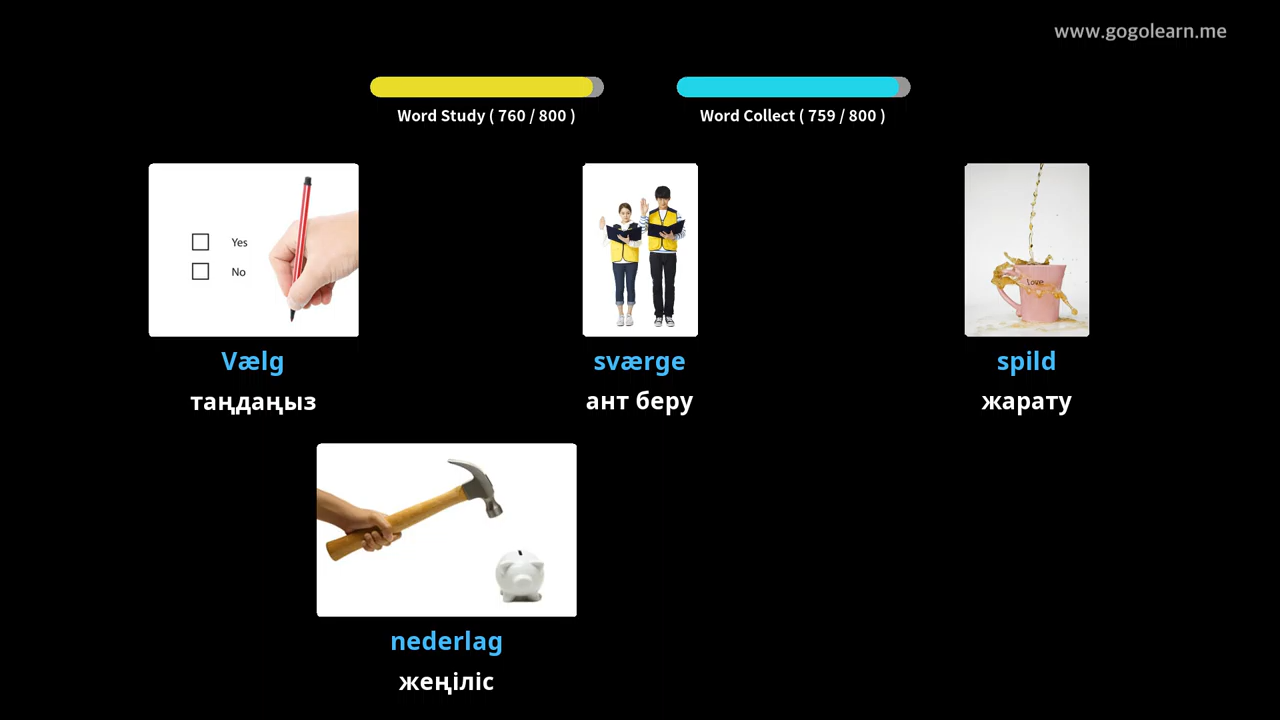 www.gogolearn.me
Word Study ( 760 / 800 )
Word Collect ( 759 / 800 )
Yes
No
Love
Vælg
sværge
spild
таңдаңыз
ант беру
жарату
nederlag
жеңіліс